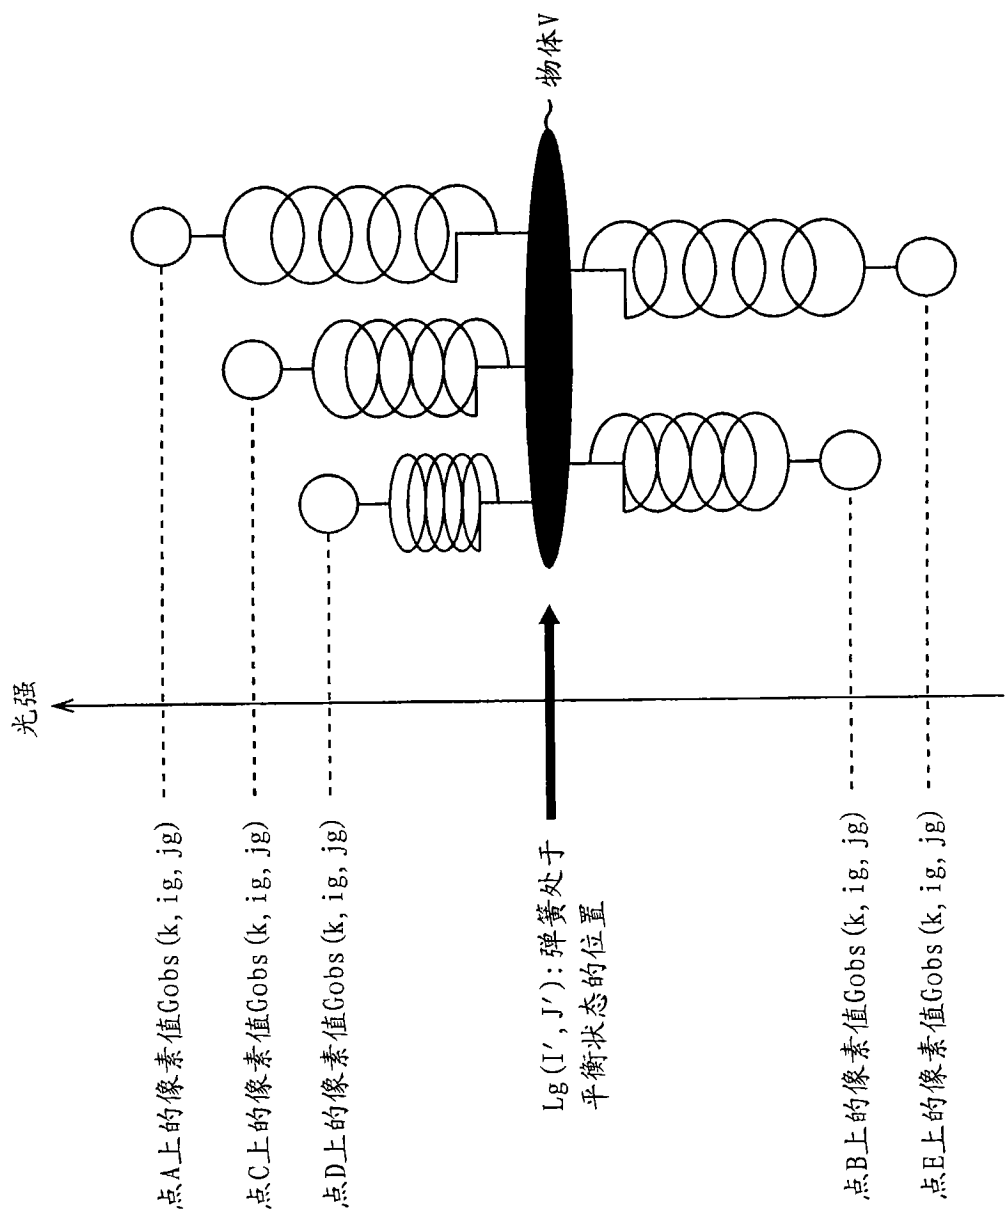 光强
物体V
点A上的像素值Gobs(k, ig, jg)
点C上的像素值Gobs(k, ig, jg)
点D上的像素值Gobs(k, ig, jg)
Lg(I′, J′): 弹簧处于
平衡状态的位置
点B上的像素值Gobs(k, ig, jg)
点E上的像素值Gobs(k, ig, jg)